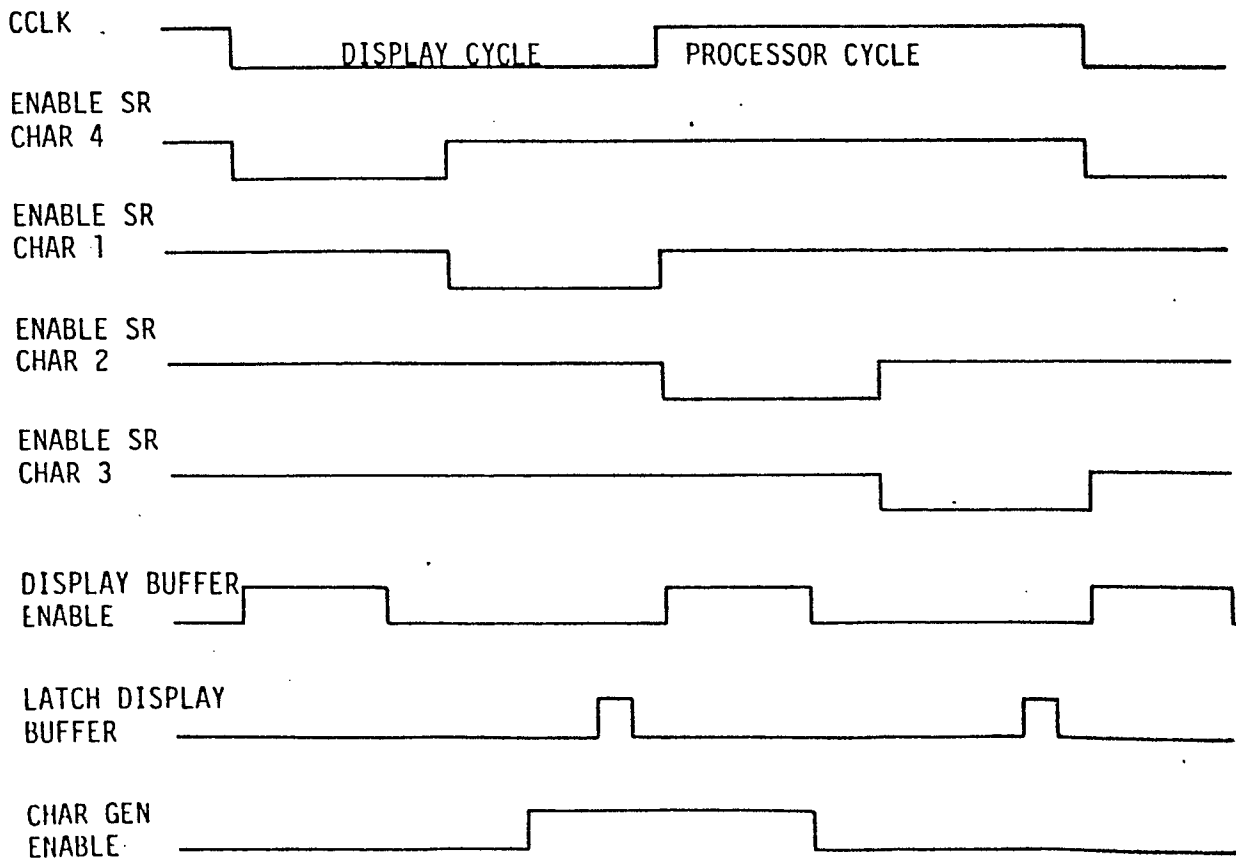 CCLK
DISPLAY CYCLE
PROCESSOR CYCLE
ENABLE SR
CHAR 4
ENABLE SR
CHAR 1
ENABLE SR
CHAR 2
ENABLE SR
CHAR 3
DISPLAY BUFFER
ENABLE
LATCH DISPLAY
BUFFER
CHAR GEN
ENABLE